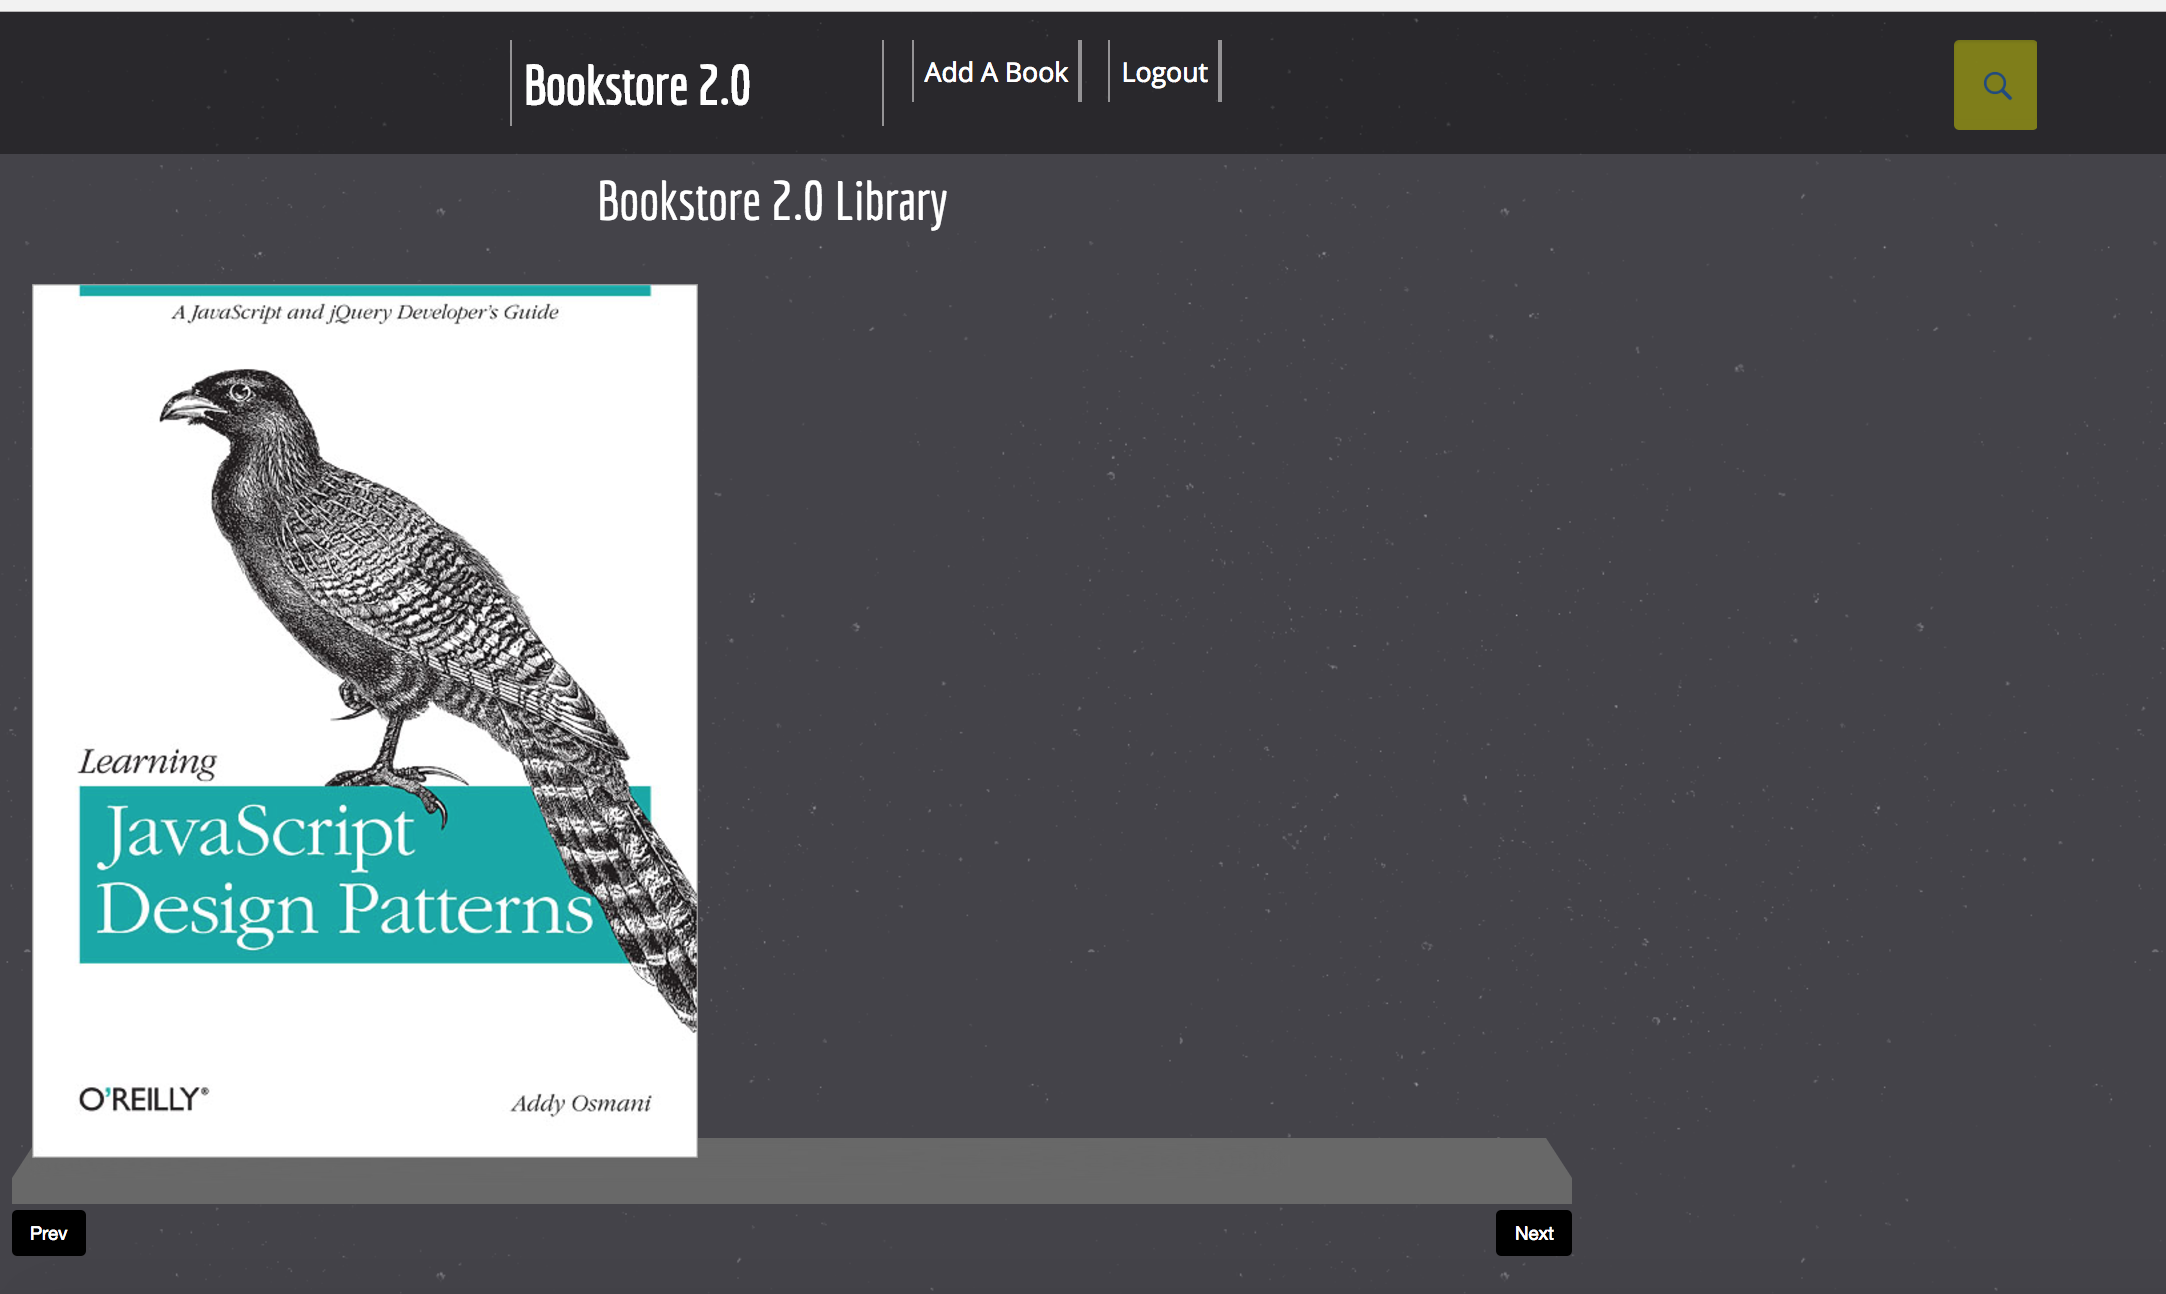 Bookstore 2.0
Add A Book
Logout
Bookstore 2.0 Library
A JavaScript and jQuery Developer's Guide
Learning
JavaScript
Design Patterns
O'REILLY®
Addy Osmani
Prev
Next